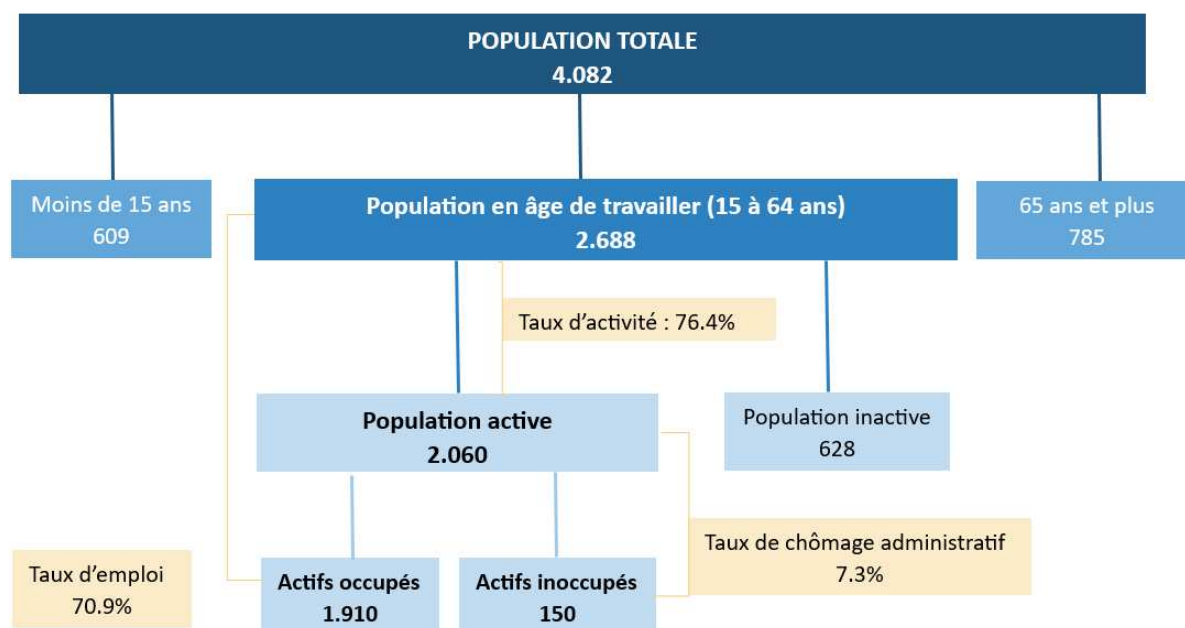 POPULATION TOTALE
4.082
Moins de 15 ans
609
Population en âge de travailler (15 à 64 ans)
2.688
65 ans et plus
785
Taux d’activité : 76.4%
Population active
2.060
Population inactive
628
Taux de chômage administratif
7.3%
Taux d’emploi
70.9%
Actifs occupés
1.910
Actifs inoccupés
150